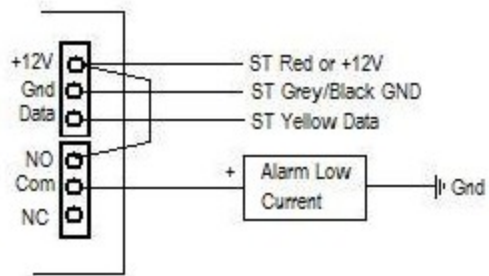 +12V
ST Red or +12V
Gnd
ST Grey/Black GND
Data
ST Yellow Data
NO
Com
NC
+
Alarm Low
Current
Gnd